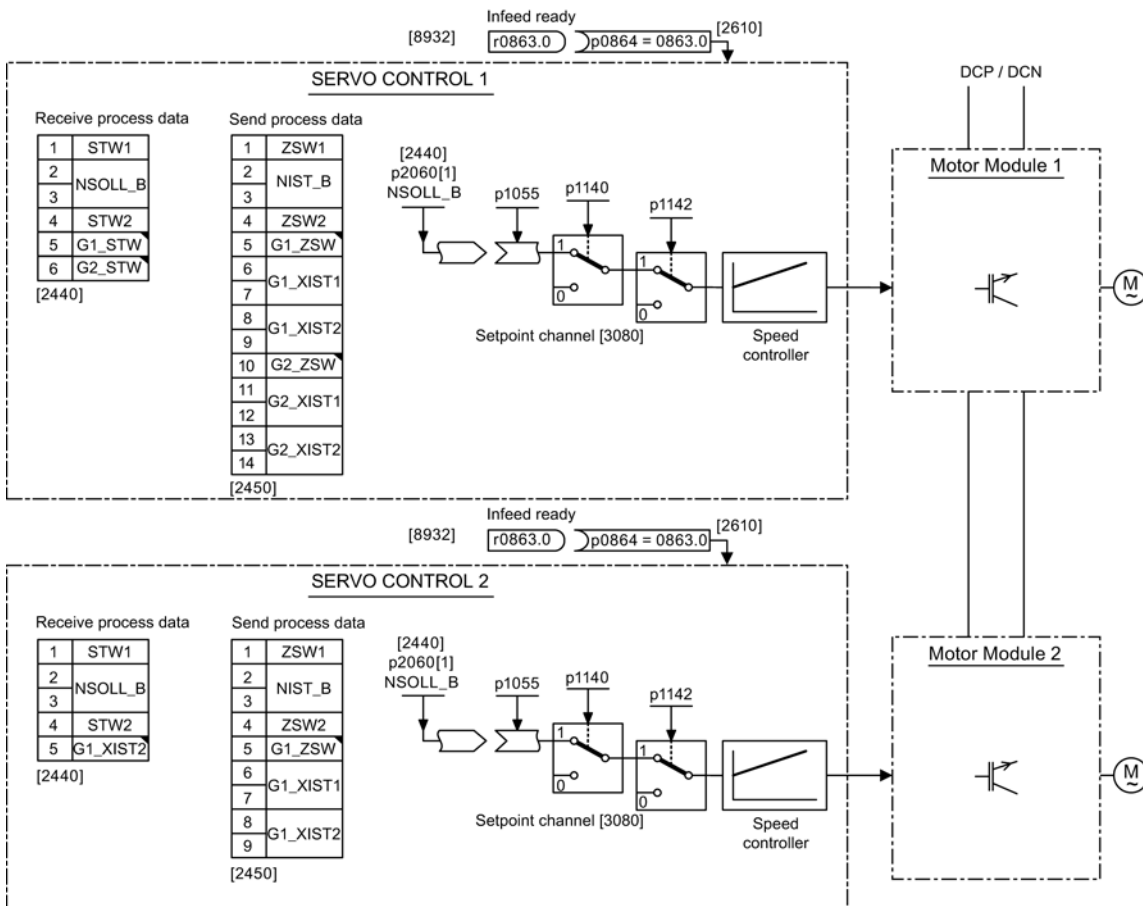 Infeed ready
[8932] r0863.0 p0864 = 0863.0 [2610]
SERVO CONTROL 1
DCP / DCN
Receive process data
1 STW1
2
3 NSOLL_B
4 STW2
5 G1_STW
6 G2_STW
[2440]
Send process data
1 ZSW1
2
3 NIST_B
4 ZSW2
5 G1_ZSW
6
7 G1_XIST1
8
9 G1_XIST2
10 G2_ZSW
11
12 G2_XIST1
13
14 G2_XIST2
[2450]
[2440]
p2060[1]
NSOLL_B
p1055
p1140
p1142
1
0
1
0
Setpoint channel [3080]
Speed
controller
Motor Module 1
M
~
Infeed ready
[8932] r0863.0 p0864 = 0863.0 [2610]
SERVO CONTROL 2
Receive process data
1 STW1
2
3 NSOLL_B
4 STW2
5 G1_XIST2
[2440]
Send process data
1 ZSW1
2
3 NIST_B
4 ZSW2
5 G1_ZSW
6
7 G1_XIST1
8
9 G1_XIST2
[2450]
[2440]
p2060[1]
NSOLL_B
p1055
p1140
p1142
1
0
1
0
Setpoint channel [3080]
Speed
controller
Motor Module 2
M
~